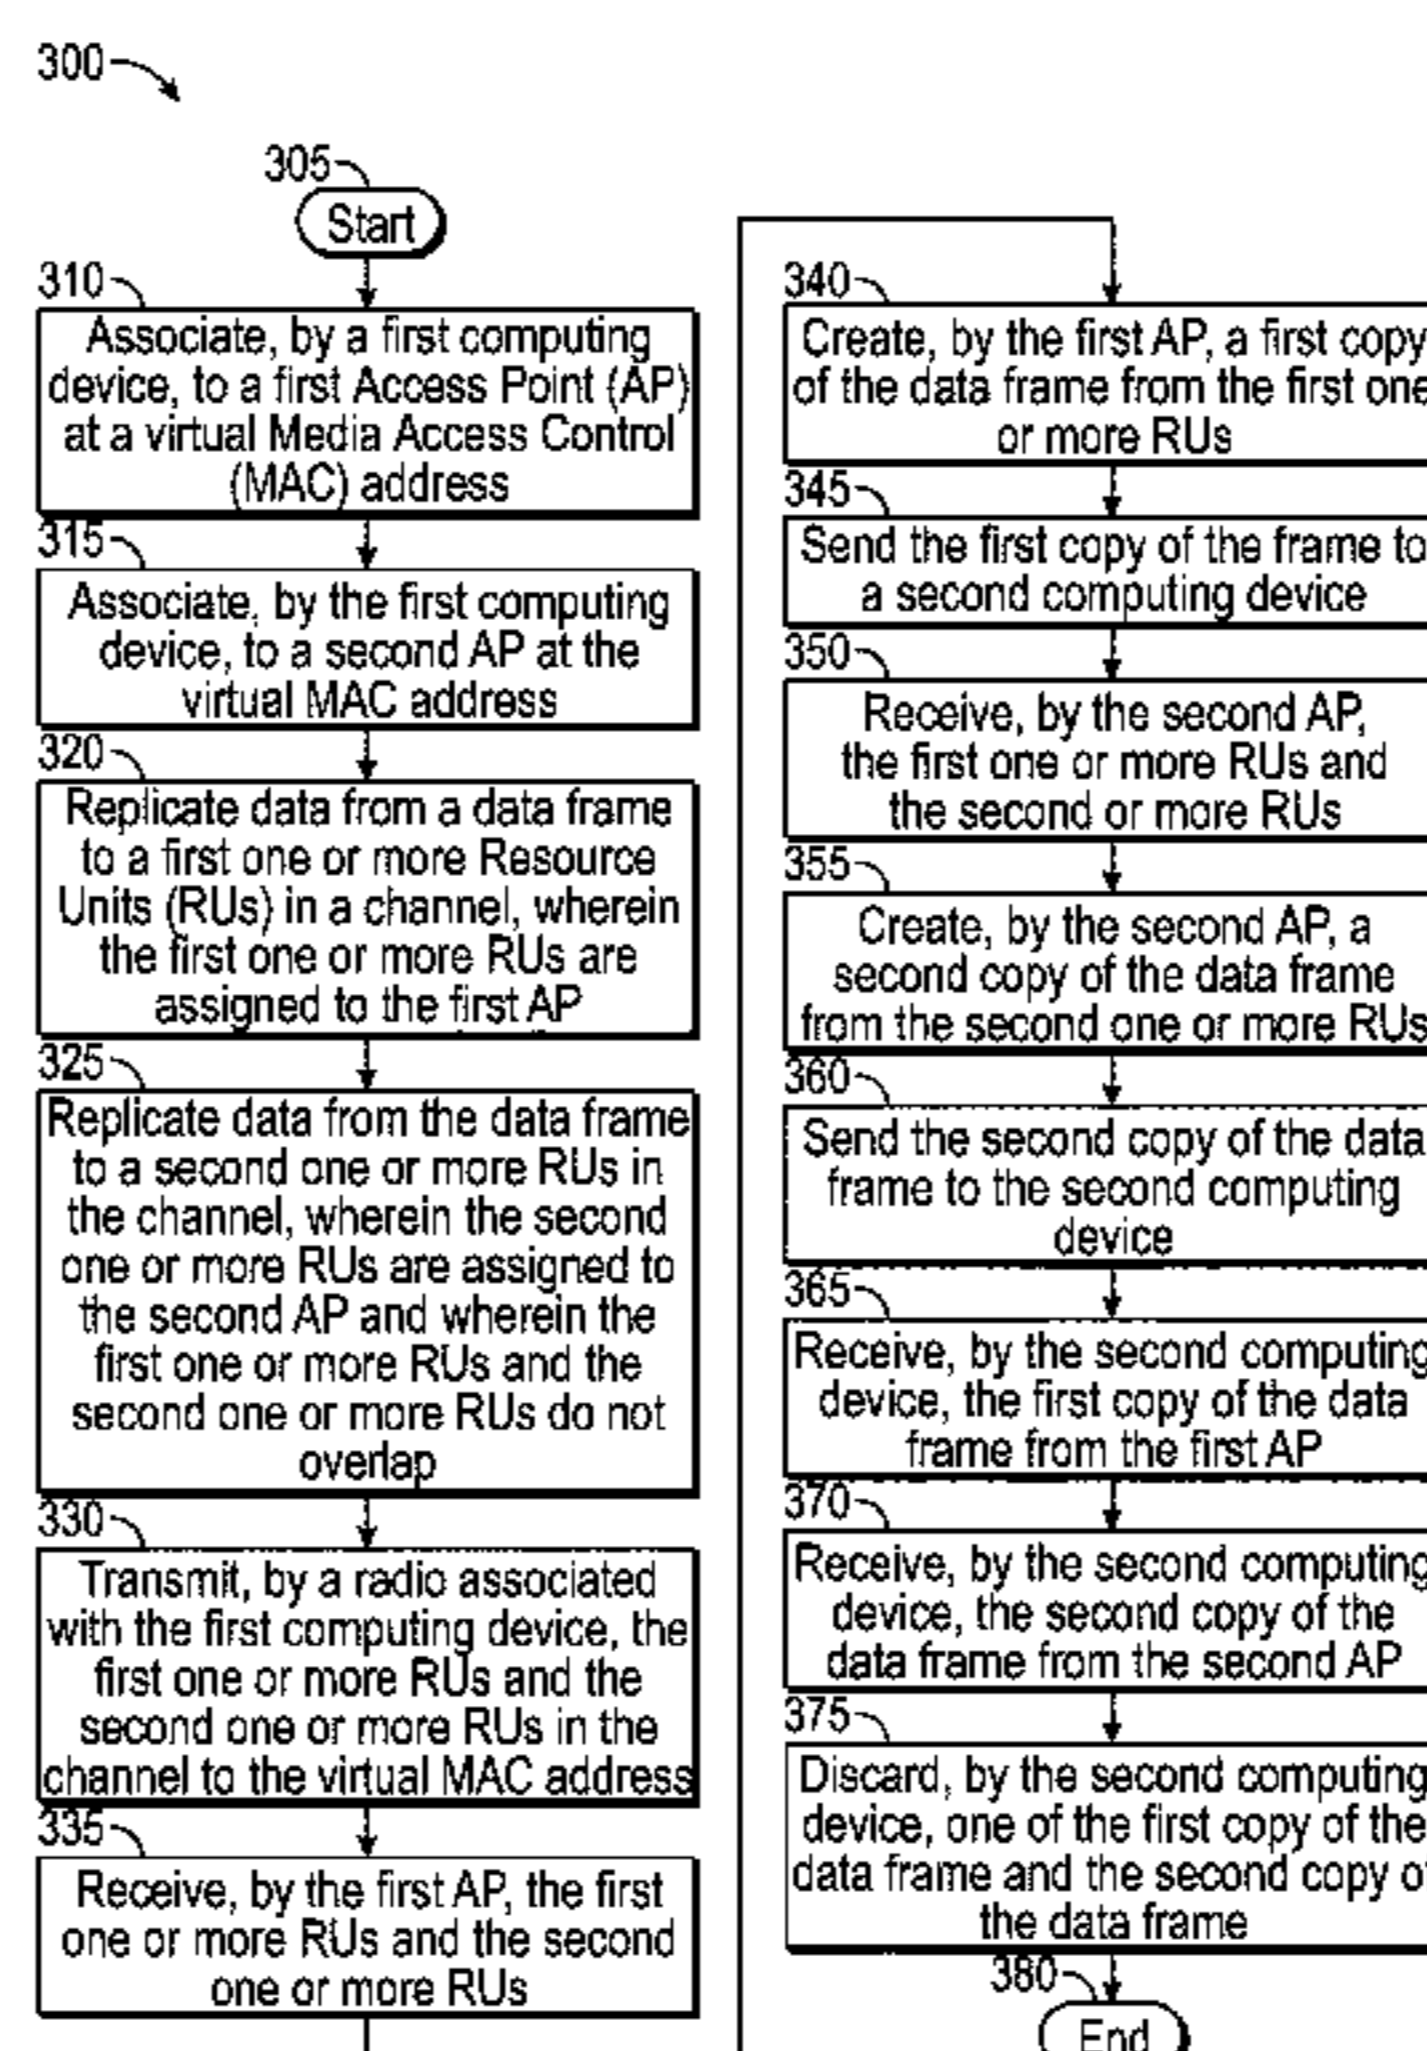 300
305
Start
310
Associate, by a first computing
device, to a first Access Point (AP)
at a virtual Media Access Control
(MAC) address
315
Associate, by the first computing
device, to a second AP at the
virtual MAC address
320
Replicate data from a data frame
to a first one or more Resource
Units (RUs) in a channel, wherein
the first one or more RUs are
assigned to the first AP
325
Replicate data from the data frame
to a second one or more RUs in
the channel, wherein the second
one or more RUs are assigned to
the second AP and wherein the
first one or more RUs and the
second one or more RUs do not
overlap
330
Transmit, by a radio associated
with the first computing device, the
first one or more RUs and the
second one or more RUs in the
channel to the virtual MAC address
335
Receive, by the first AP, the first
one or more RUs and the second
one or more RUs
340
Create, by the first AP, a first copy
of the data frame from the first one
or more RUs
345
Send the first copy of the frame to
a second computing device
350
Receive, by the second AP,
the first one or more RUs and
the second or more RUs
355
Create, by the second AP, a
second copy of the data frame
from the second one or more RUs
360
Send the second copy of the data
frame to the second computing
device
365
Receive, by the second computing
device, the first copy of the data
frame from the first AP
370
Receive, by the second computing
device, the second copy of the
data frame from the second AP
375
Discard, by the second computing
device, one of the first copy of the
data frame and the second copy of
the data frame
380
End